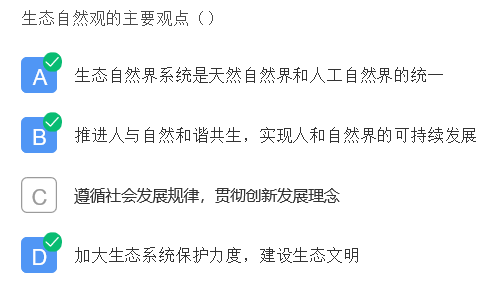 生态自然观的主要观点（）
A 生态自然界系统是天然自然界和人工自然界的统一
B 推进人与自然和谐共生，实现人和自然界的可持续发展
C 遵循社会发展规律，贯彻创新发展理念
D 加大生态系统保护力度，建设生态文明